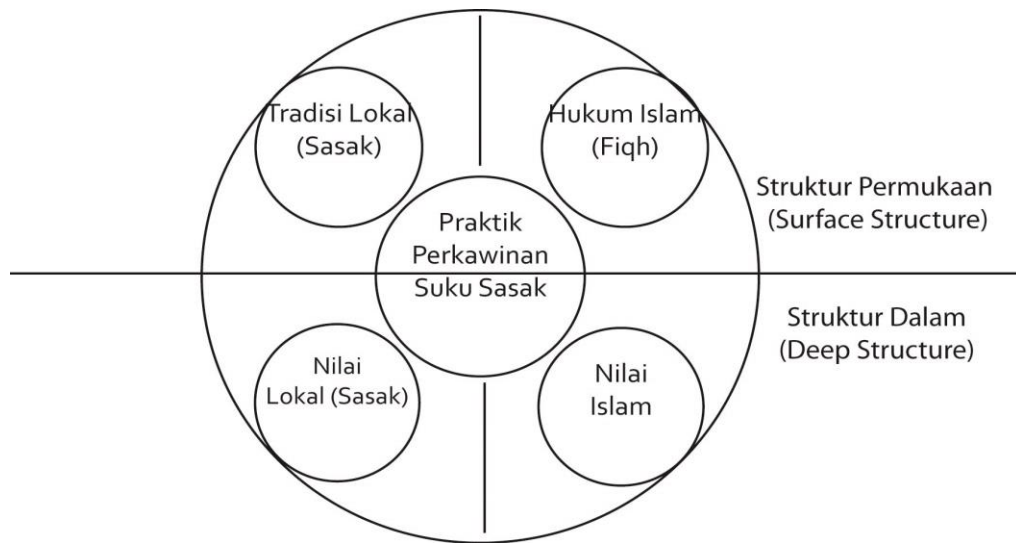 Tradisi Lokal
(Sasak)
Hukum Islam
(Fiqh)
Struktur Permukaan
(Surface Structure)
Praktik
Perkawinan
Suku Sasak
Struktur Dalam
(Deep Structure)
Nilai
Lokal (Sasak)
Nilai
Islam